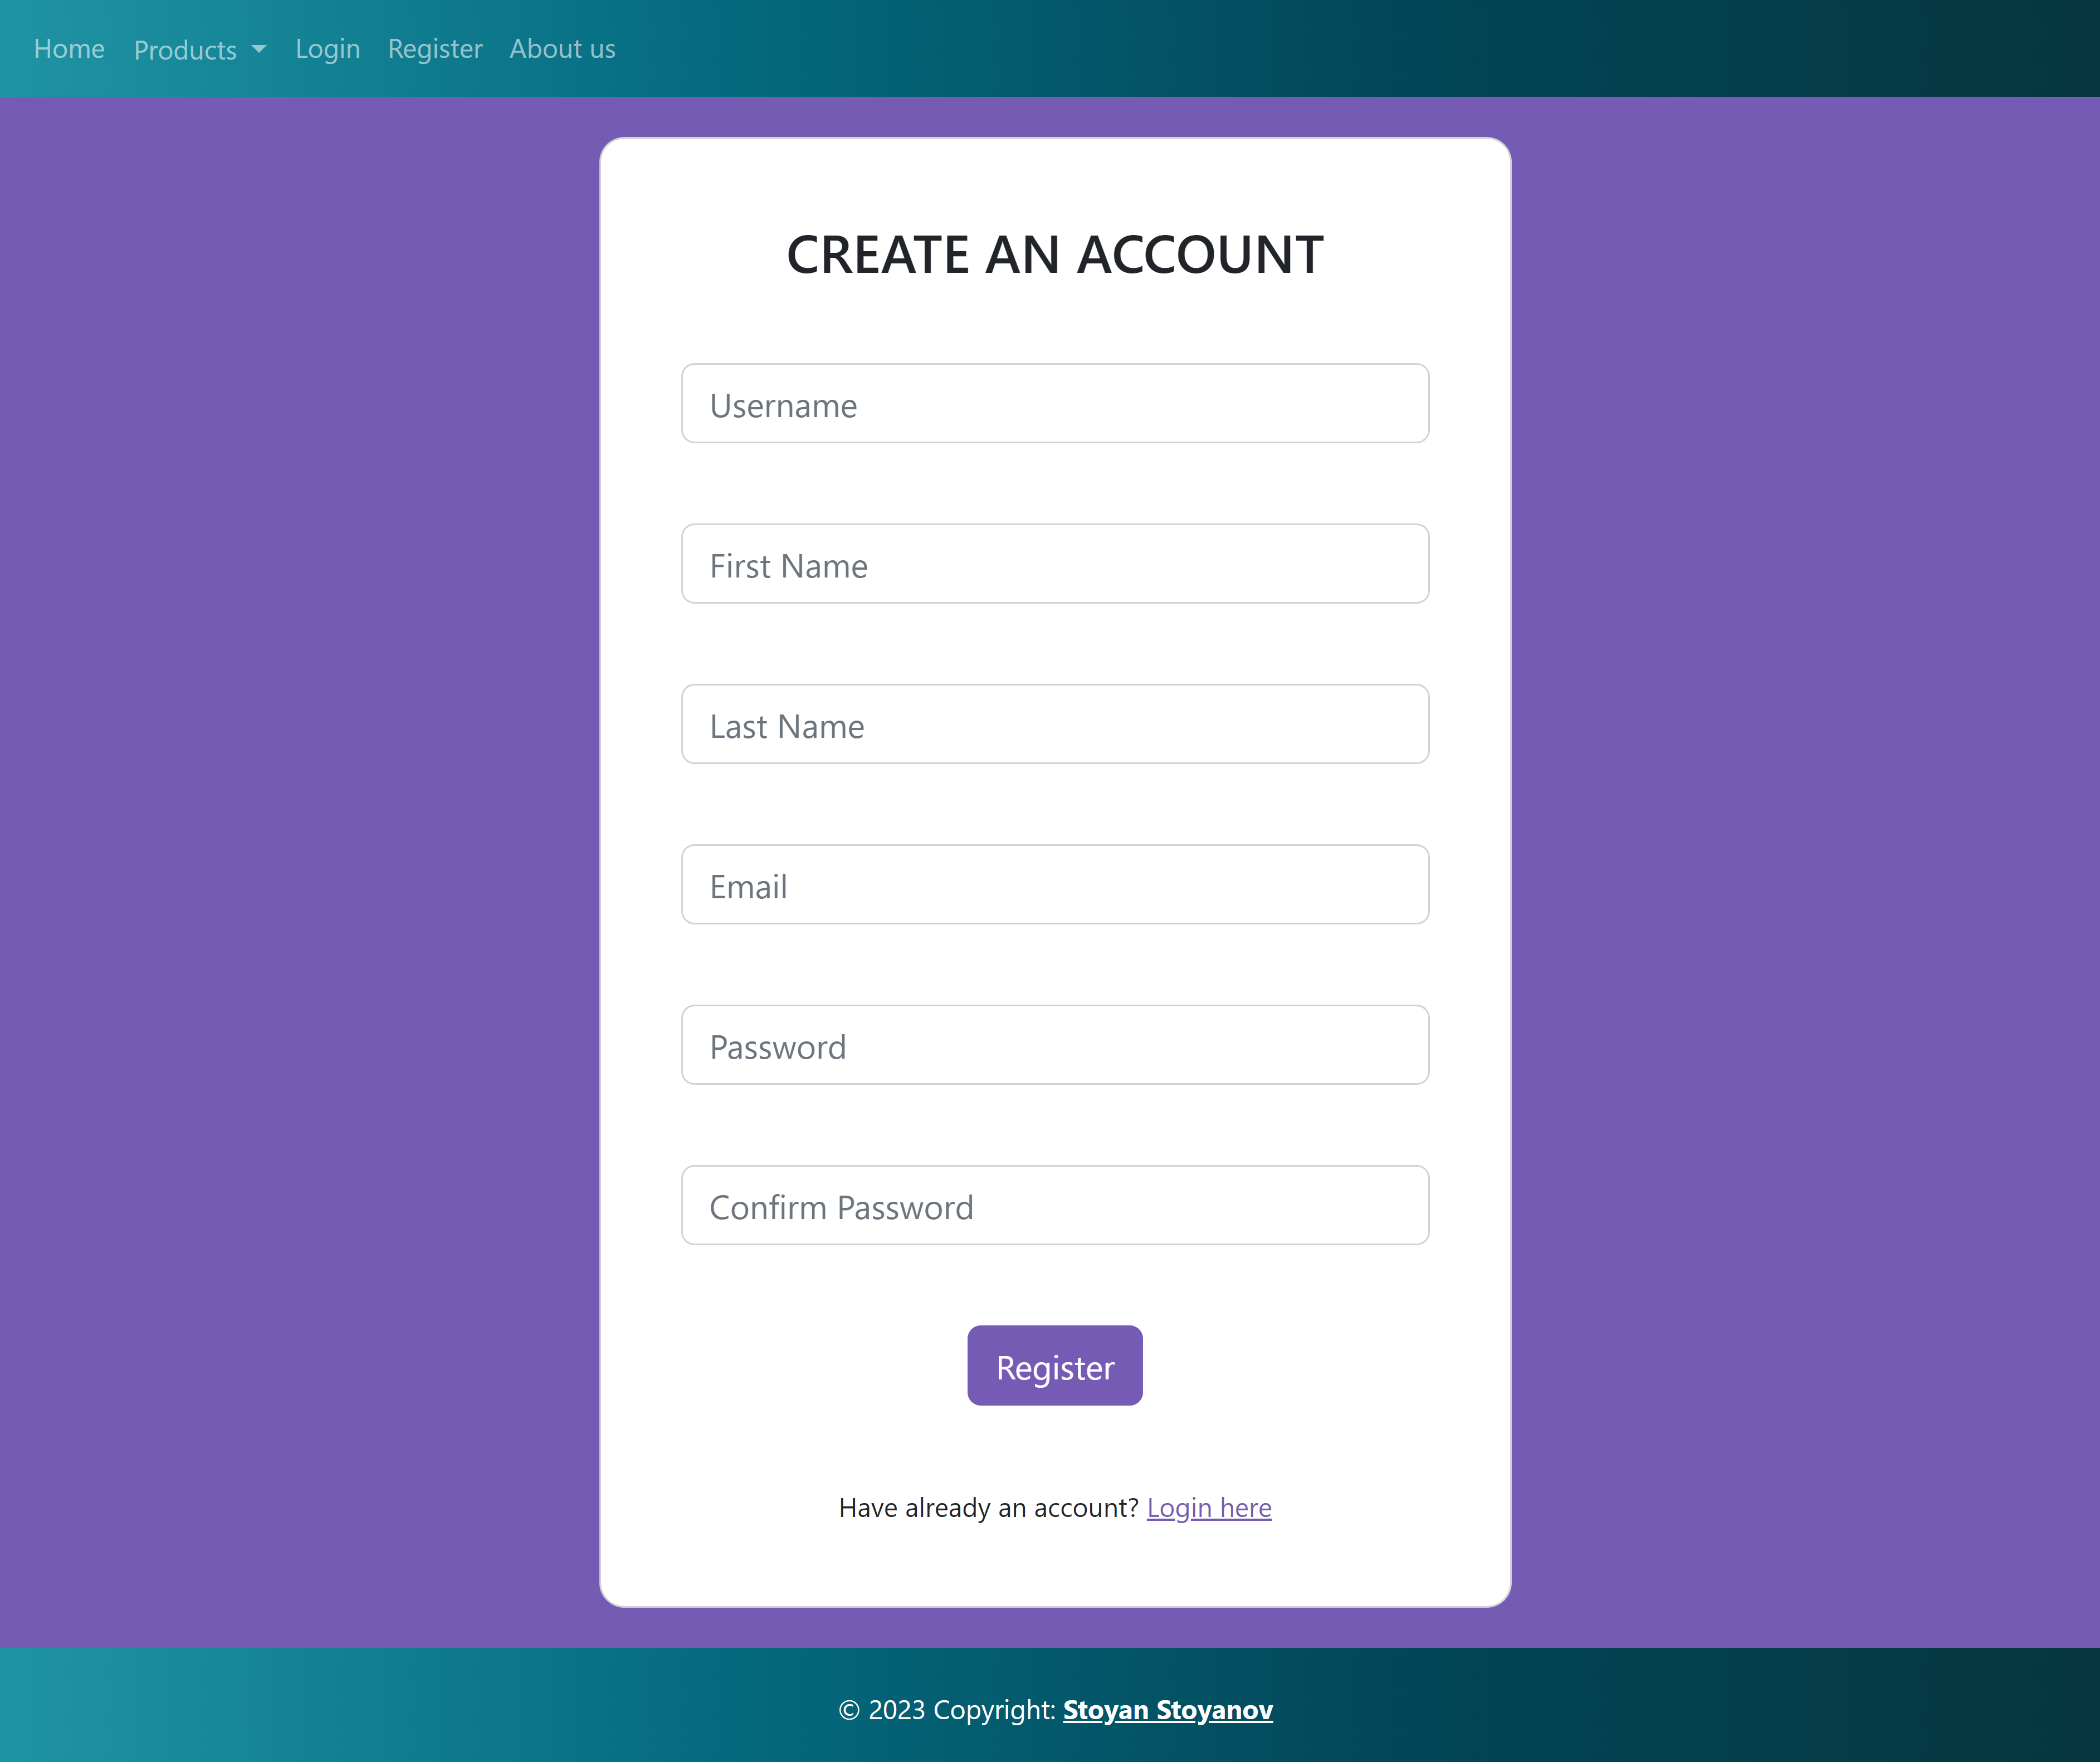 Home Products Login Register About us
CREATE AN ACCOUNT
Username
First Name
Last Name
Email
Password
Confirm Password
Register
Have already an account? Login here
© 2023 Copyright: Stoyan Stoyanov